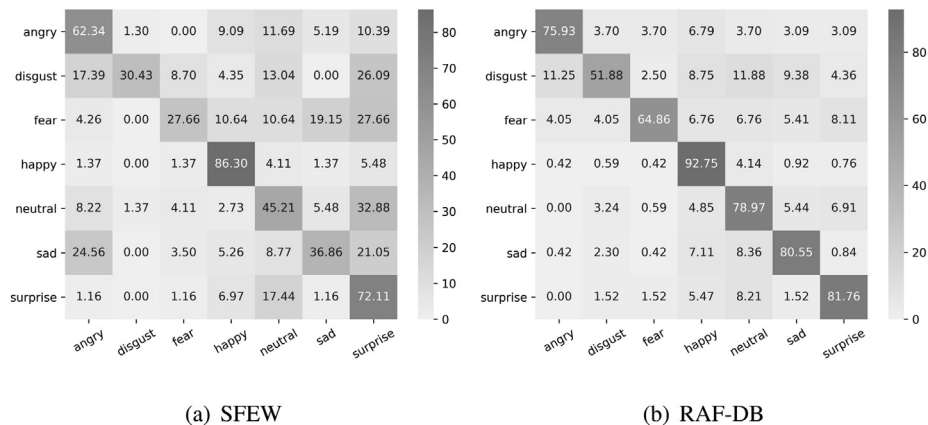 angry 62.34 1.30 0.00 9.09 11.69 5.19 10.39
disgust 17.39 30.43 8.70 4.35 13.04 0.00 26.09
fear 4.26 0.00 27.66 10.64 10.64 19.15 27.66
happy 1.37 0.00 1.37 86.30 4.11 1.37 5.48
neutral 8.22 1.37 4.11 2.73 45.21 5.48 32.88
sad 24.56 0.00 3.50 5.26 8.77 36.86 21.05
surprise 1.16 0.00 1.16 6.97 17.44 1.16 72.11
angry disgust fear happy neutral sad surprise
80
70
60
50
40
30
20
10
0
(a) SFEW
angry 75.93 3.70 3.70 6.79 3.70 3.09 3.09
disgust 11.25 51.88 2.50 8.75 11.88 9.38 4.36
fear 4.05 4.05 64.86 6.76 6.76 5.41 8.11
happy 0.42 0.59 0.42 92.75 4.14 0.92 0.76
neutral 0.00 3.24 0.59 4.85 78.97 5.44 6.91
sad 0.42 2.30 0.42 7.11 8.36 80.55 0.84
surprise 0.00 1.52 1.52 5.47 8.21 1.52 81.76
angry disgust fear happy neutral sad surprise
80
60
40
20
0
(b) RAF-DB